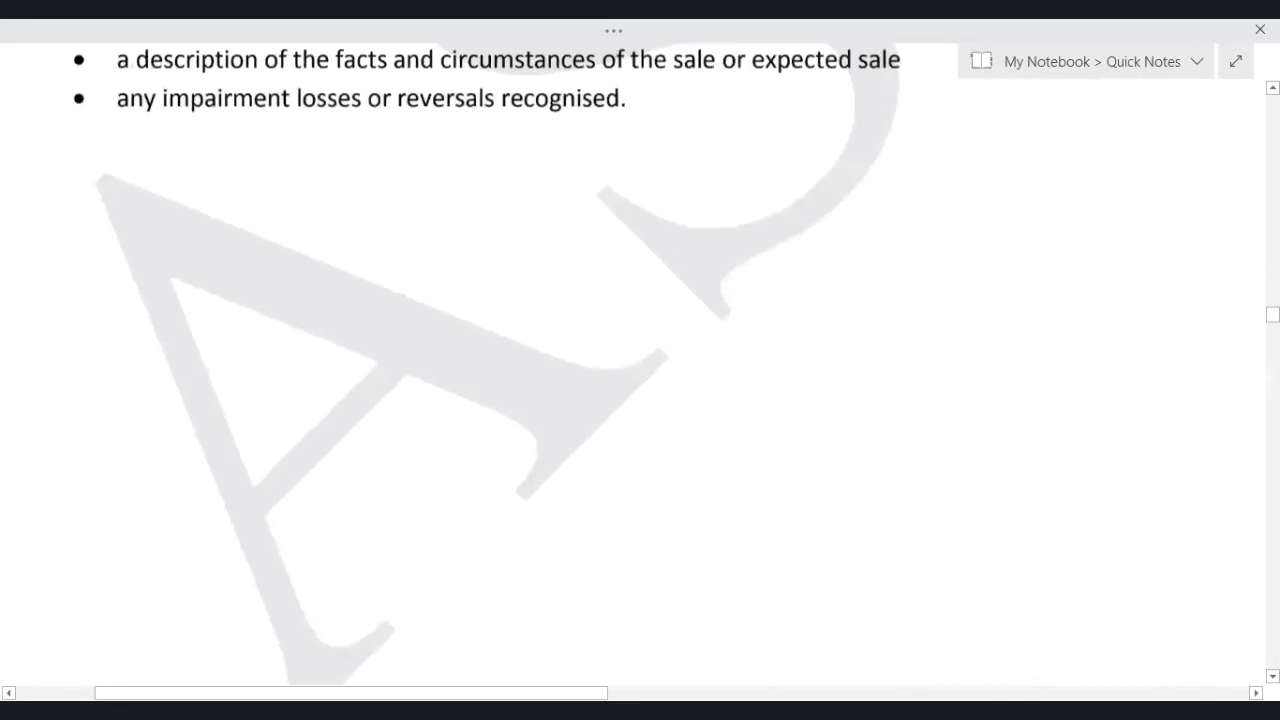 • a description of the facts and circumstances of the sale or expected sale
My Notebook > Quick Notes
• any impairment losses or reversals recognised.
A